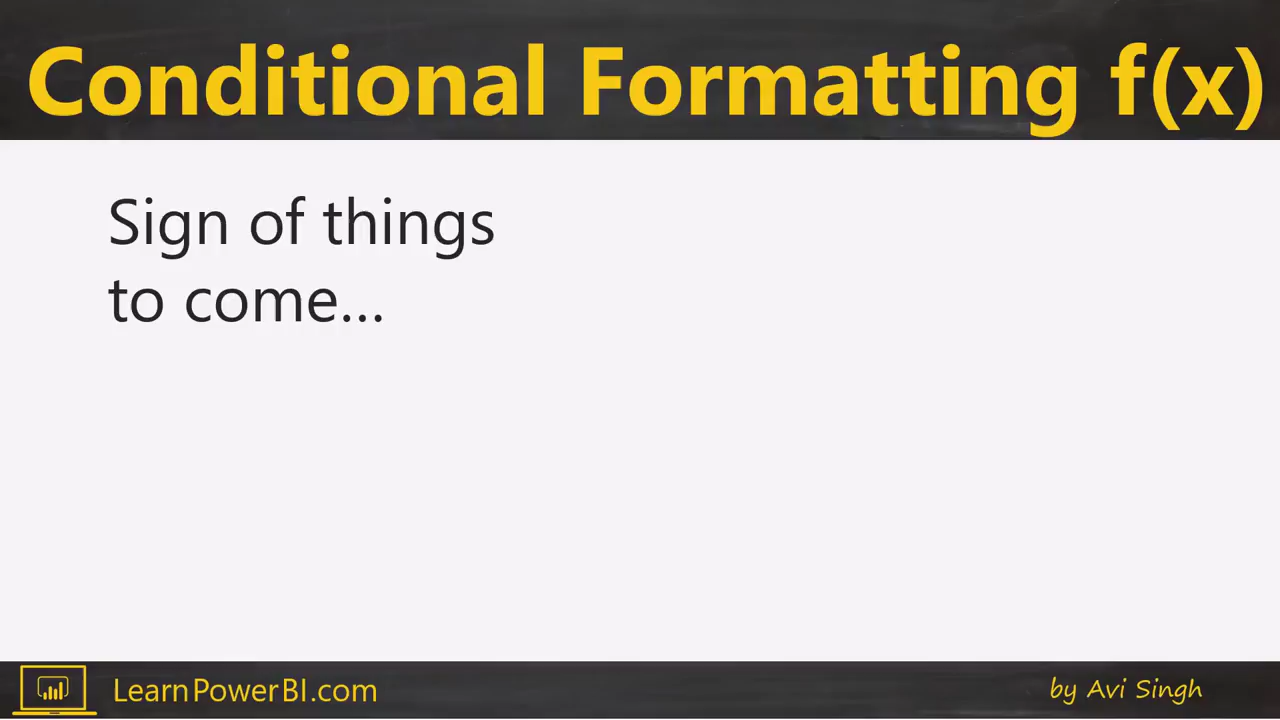 Conditional Formatting f(x)
Sign of things
to come...
LearnPowerBI.com
by Avi Singh